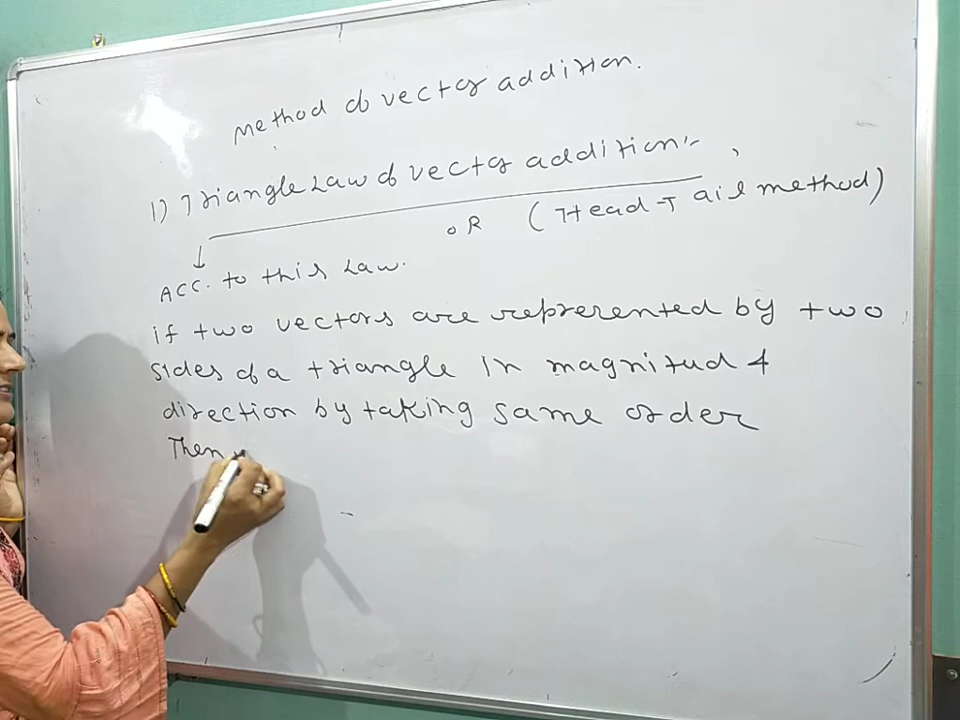 Method of vector addition.
1) Triangle Law of vector addition:-
OR (Head-Tail method)
Acc. to this Law.
if two vectors are represented by two
sides of a triangle in magnitud &
direction by taking same order
Then